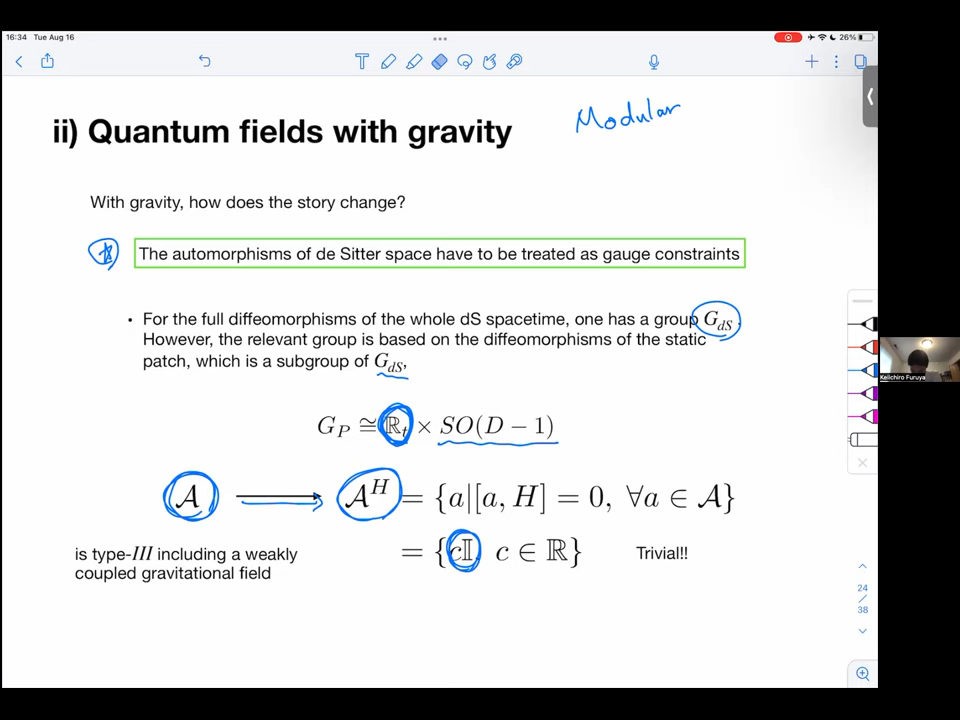 16:34 Tue Aug 16
26%
Modular
ii) Quantum fields with gravity
With gravity, how does the story change?
The automorphisms of de Sitter space have to be treated as gauge constraints
• For the full diffeomorphisms of the whole dS spacetime, one has a group G_{dS}.
However, the relevant group is based on the diffeomorphisms of the static
patch, which is a subgroup of G_{dS},
G_P ≅ ℝ_t × SO(D − 1)
𝒜 ⟶ 𝒜^H = {a|[a, H] = 0, ∀a ∈ 𝒜}
= {c𝕀, c ∈ ℝ} Trivial!!
is type-III including a weakly
coupled gravitational field
Keiichiro Furuya
24
/
38